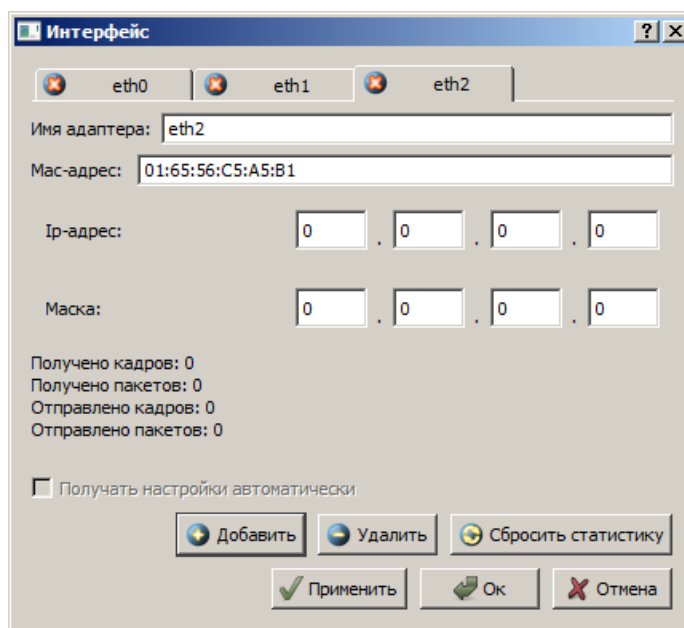 Интерфейс
eth0 eth1 eth2
Имя адаптера: eth2
Мас-адрес: 01:65:56:C5:A5:B1
Ip-адрес: 0 . 0 . 0 . 0
Маска: 0 . 0 . 0 . 0
Получено кадров: 0
Получено пакетов: 0
Отправлено кадров: 0
Отправлено пакетов: 0
Получать настройки автоматически
Добавить Удалить Сбросить статистику
Применить Ок Отмена